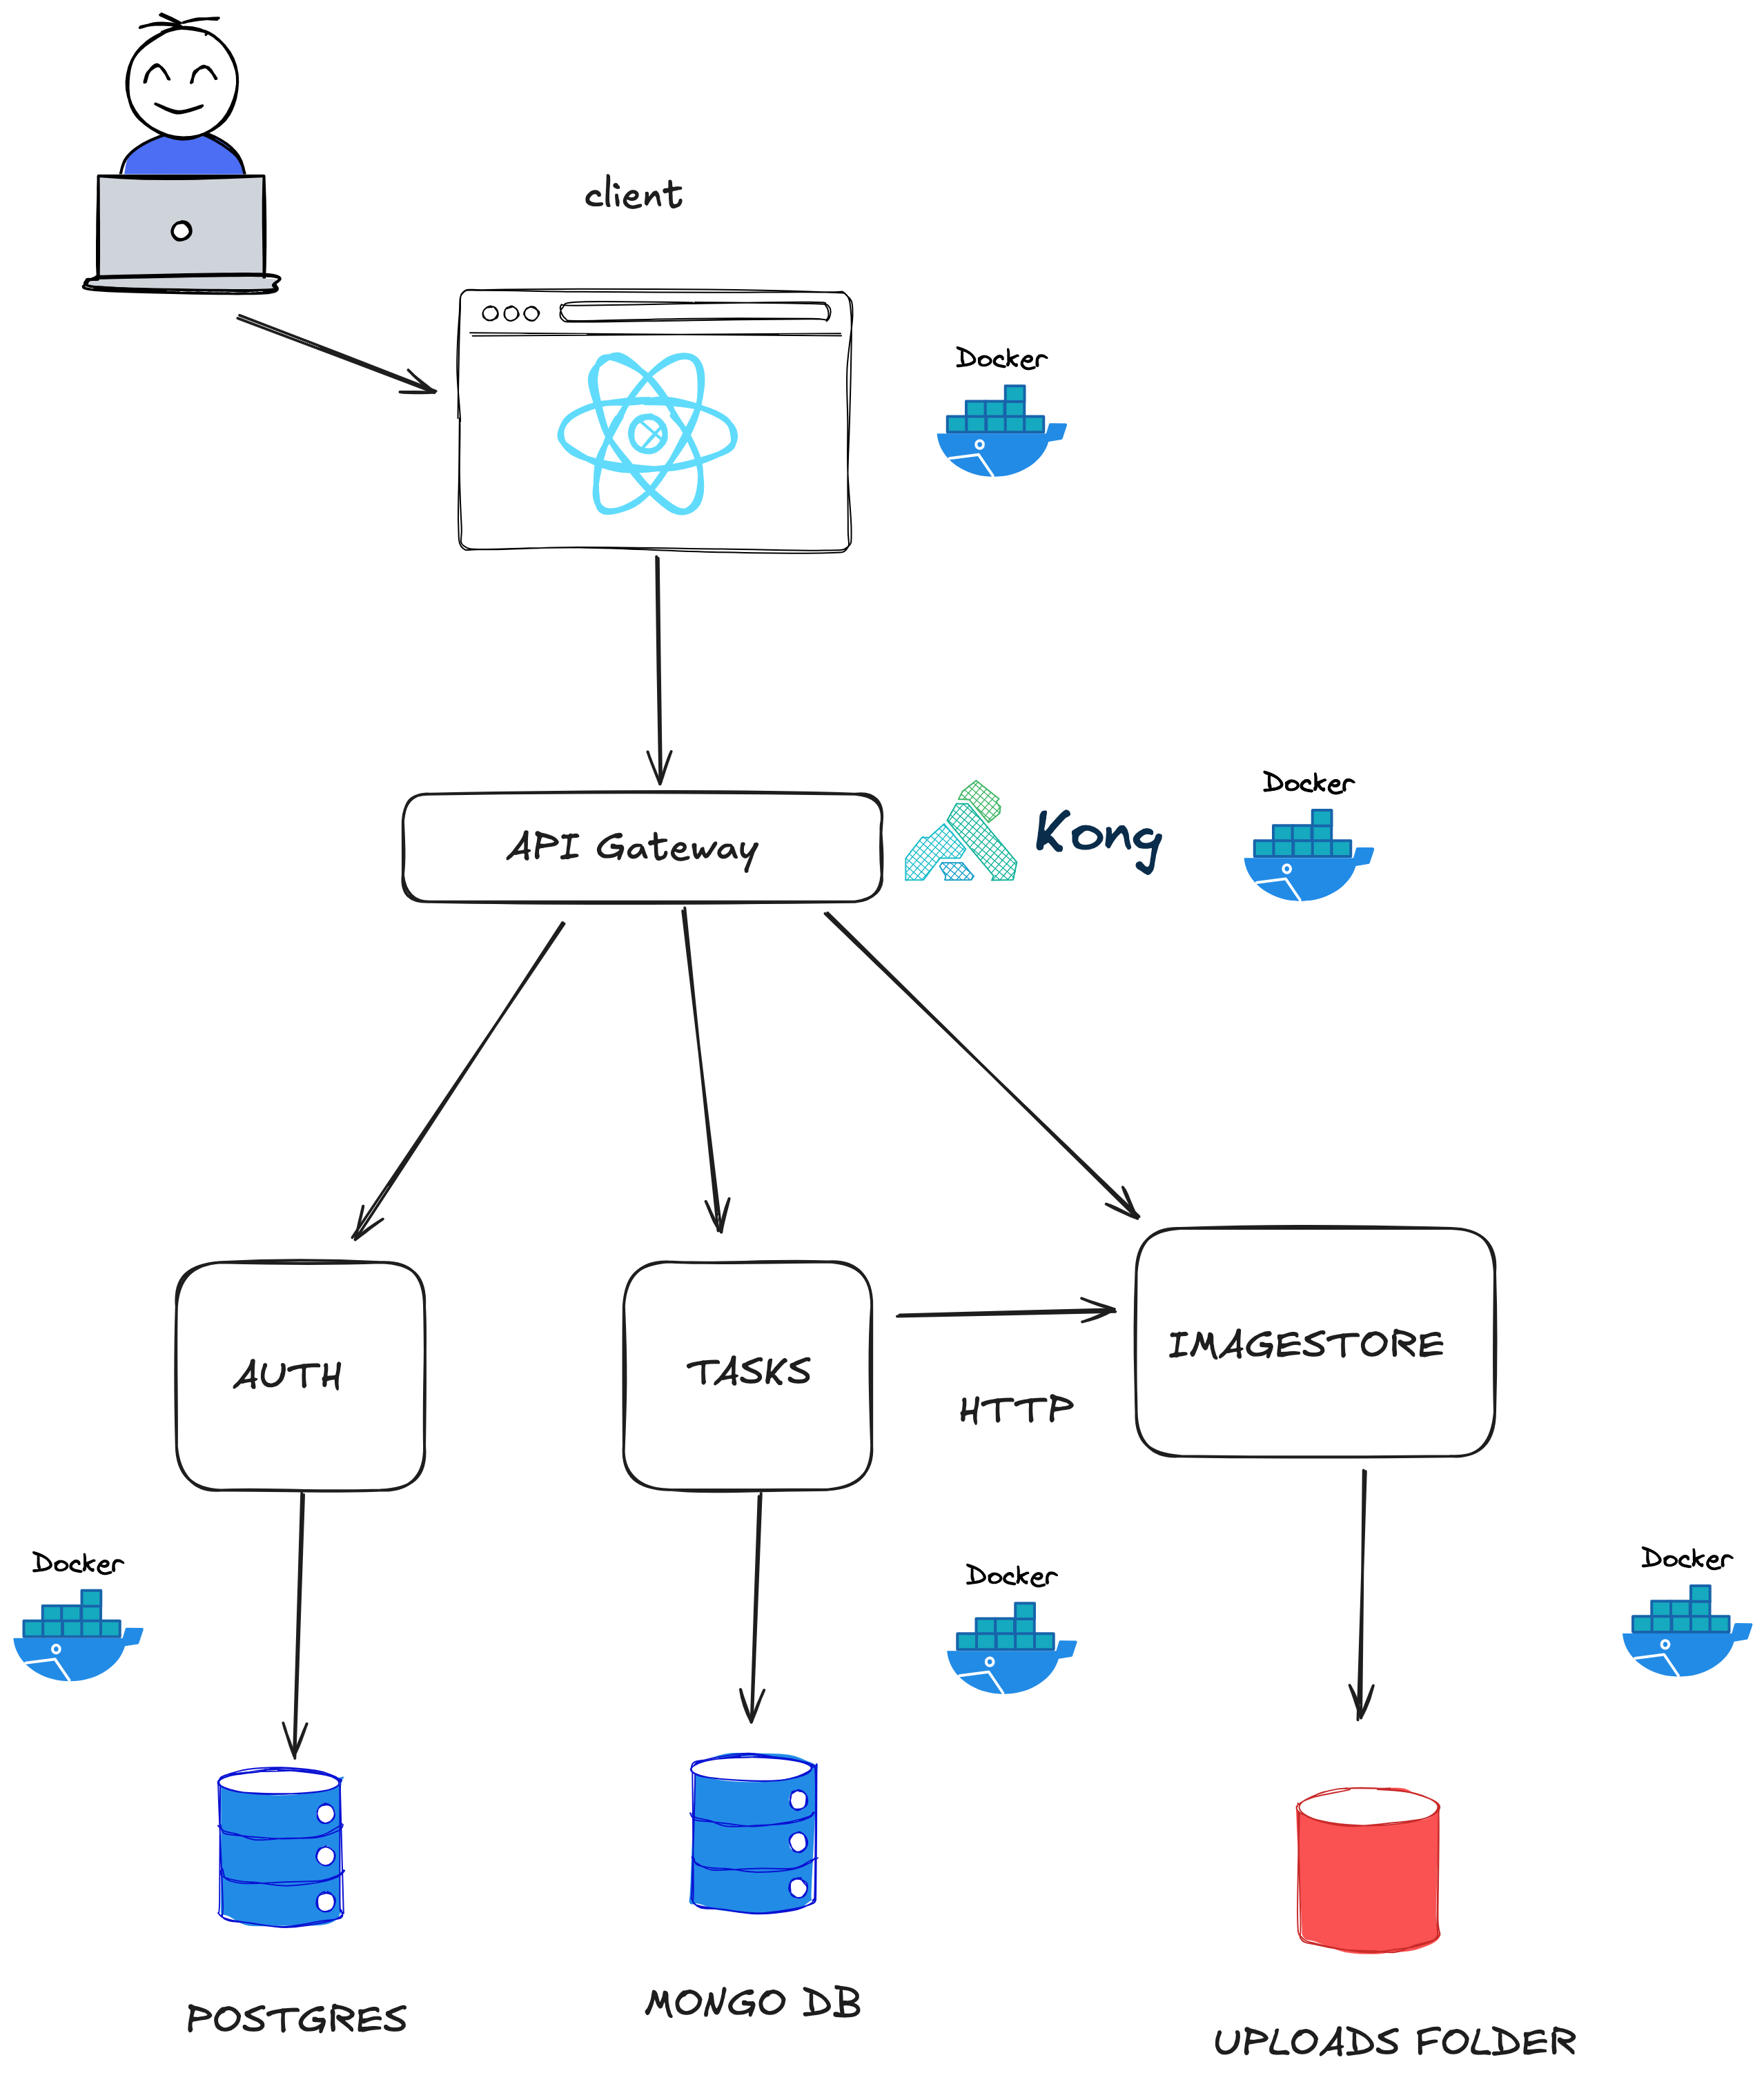 client
Docker
API Gateway
Kong
Docker
AUTH
TASKS
HTTP
IMAGESTORE
Docker
Docker
Docker
POSTGRES
MONGO DB
UPLOADS FOLDER